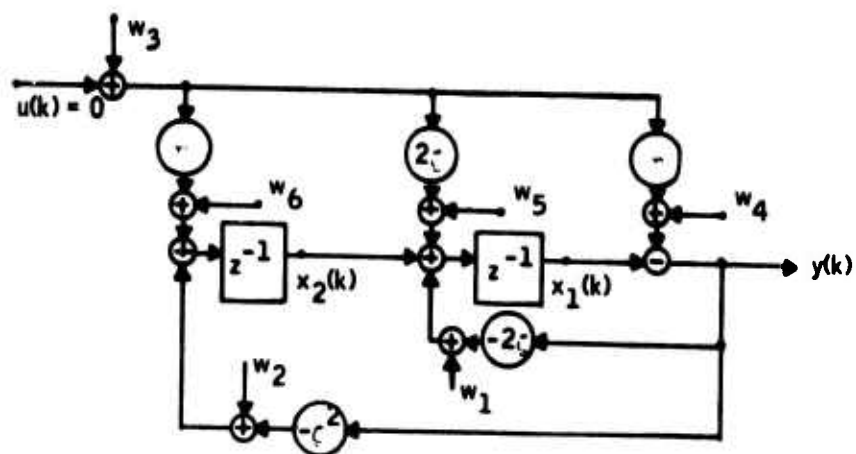 w3
u(k) = 0
2ζ
w6
w5
w4
z-1
z-1
y(k)
x2(k)
x1(k)
-2ζ
w2
w1
-ζ2